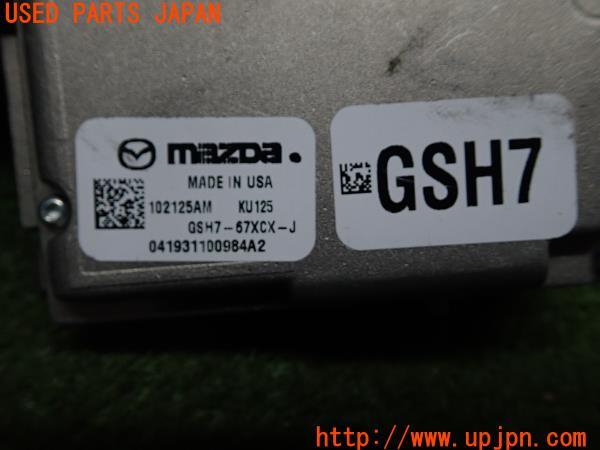 USED PARTS JAPAN
mazda
MADE IN USA
102125AM KU125
GSH7-67XCX-J
041931100984A2
GSH7
http://www.upjpn.com/